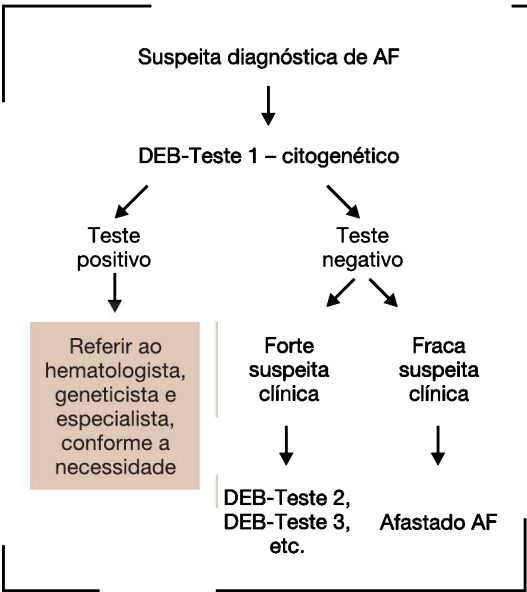 Suspeita diagnóstica de AF
DEB-Teste 1 – citogenético
Teste
positivo
Teste
negativo
Referir ao
hematologista,
geneticista e
especialista,
conforme a
necessidade
Forte
suspeita
clínica
Fraca
suspeita
clínica
DEB-Teste 2,
DEB-Teste 3,
etc.
Afastado AF